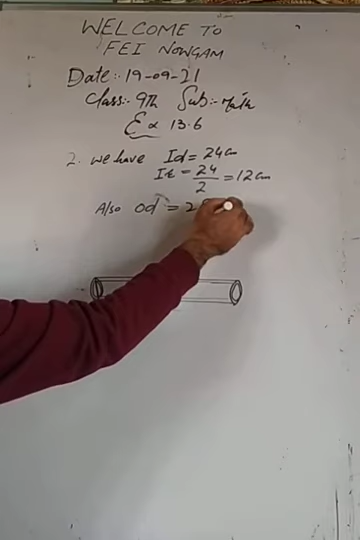 WELCOME To
FEI NOWGAM
Date:- 19-09-21
Class:- 9th Sub:- Math
Ex 13.6
2. we have Id = 24cm
Ir = 24/2 = 12cm
Also Od = 28